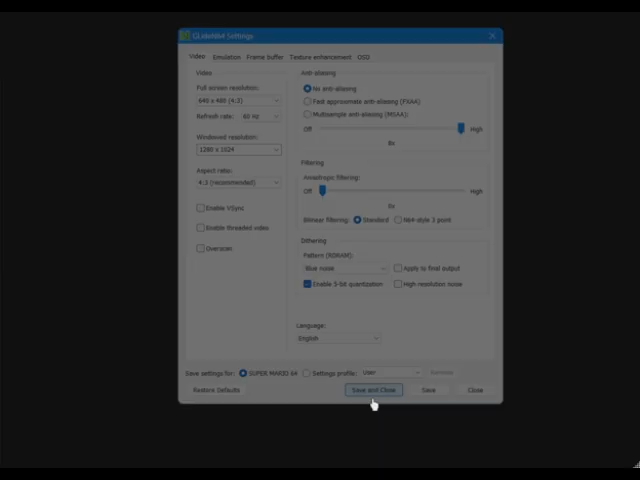 GLideN64 Settings
Video Emulation Frame buffer Texture enhancement OSD
Video
Full screen resolution:
640 x 480 (4:3)
Refresh rate: 60 Hz
Windowed resolution:
1280 x 1024
Aspect ratio:
4:3 (recommended)
Enable VSync
Enable threaded video
Overscan
Anti-aliasing
No anti-aliasing
Fast approximate anti-aliasing (FXAA)
Multisample anti-aliasing (MSAA):
Off High
8x
Filtering
Anisotropic filtering:
Off High
0x
Bilinear filtering: Standard N64-style 3 point
Dithering
Pattern (RDRAM):
Blue noise Apply to final output
Enable 5-bit quantization High resolution noise
Language:
English
Save settings for: SUPER MARIO 64 Settings profile: User Remove
Restore Defaults Save and Close Save Close